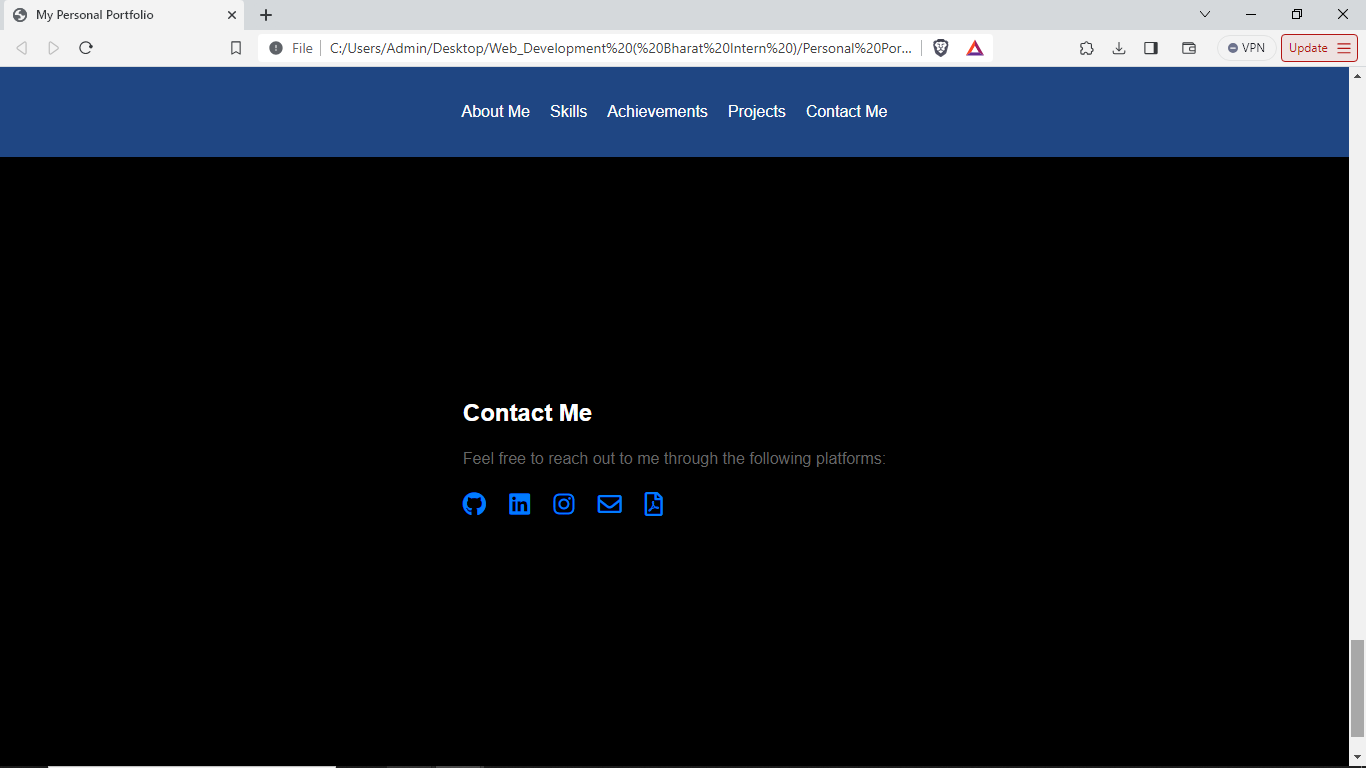 My Personal Portfolio
File C:/Users/Admin/Desktop/Web_Development%20(%20Bharat%20Intern%20)/Personal%20Por...
VPN
Update
About Me Skills Achievements Projects Contact Me
Contact Me
Feel free to reach out to me through the following platforms:
in